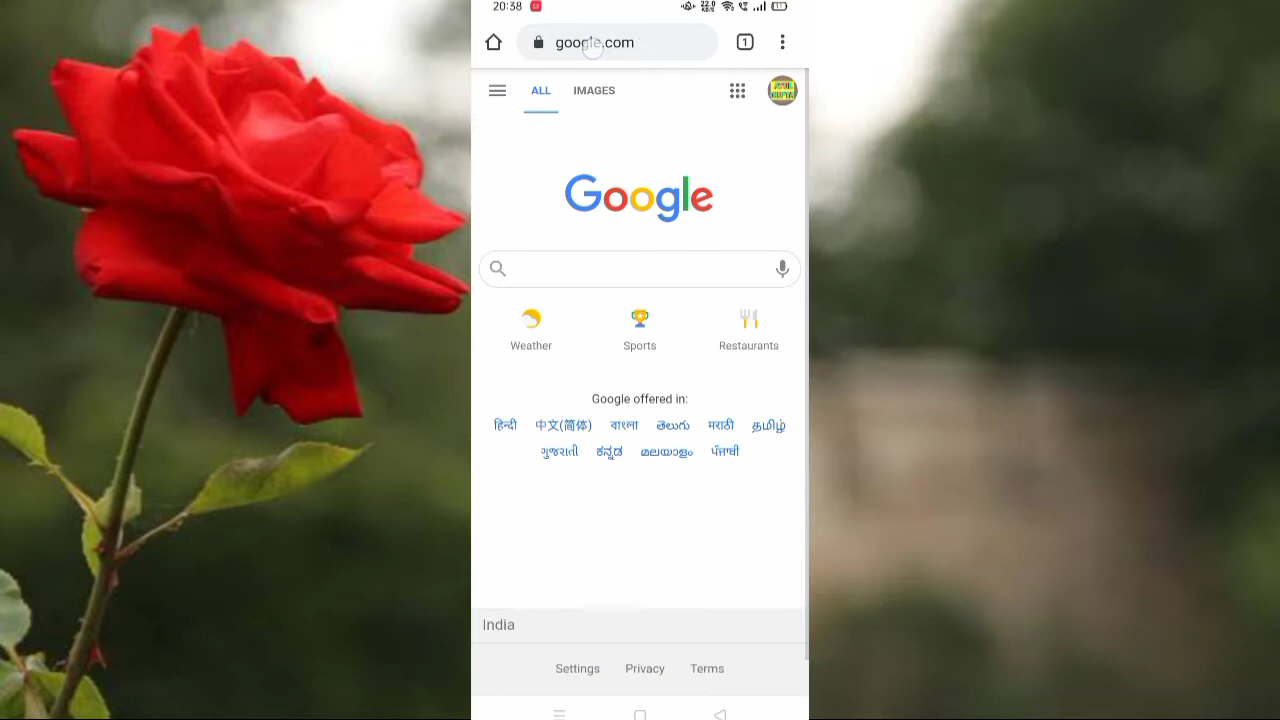 20:38
google.com
1
ALL IMAGES
Google
Weather Sports Restaurants
Google offered in:
हिन्दी 中文(简体) বাংলা తెలుగు मराठी தமிழ்
ગુજરાતી ಕನ್ನಡ മലയാളം ਪੰਜਾਬੀ
India
Settings Privacy Terms